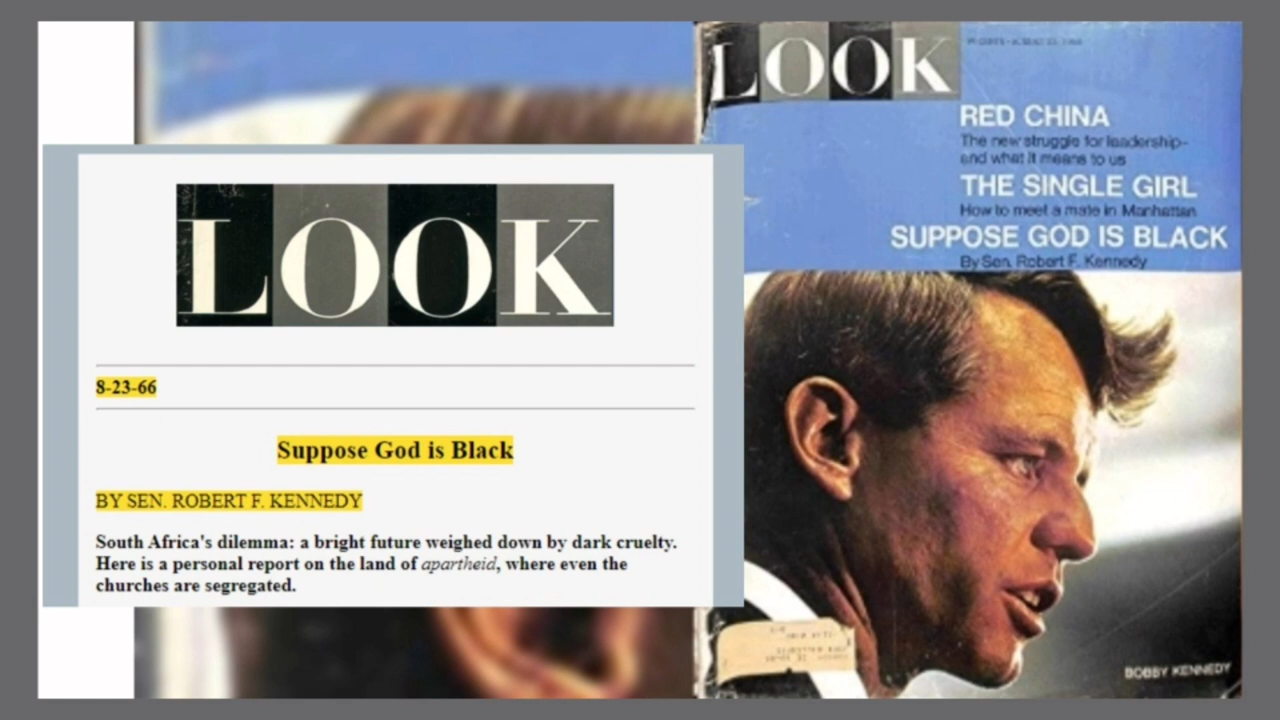 LOOK
8-23-66
Suppose God is Black
BY SEN. ROBERT F. KENNEDY
South Africa's dilemma: a bright future weighed down by dark cruelty.
Here is a personal report on the land of apartheid, where even the
churches are segregated.
LOOK
RED CHINA
The new struggle for leadership-
and what it means to us
THE SINGLE GIRL
How to meet a mate in Manhattan
SUPPOSE GOD IS BLACK
By Sen. Robert F. Kennedy
BOBBY KENNEDY